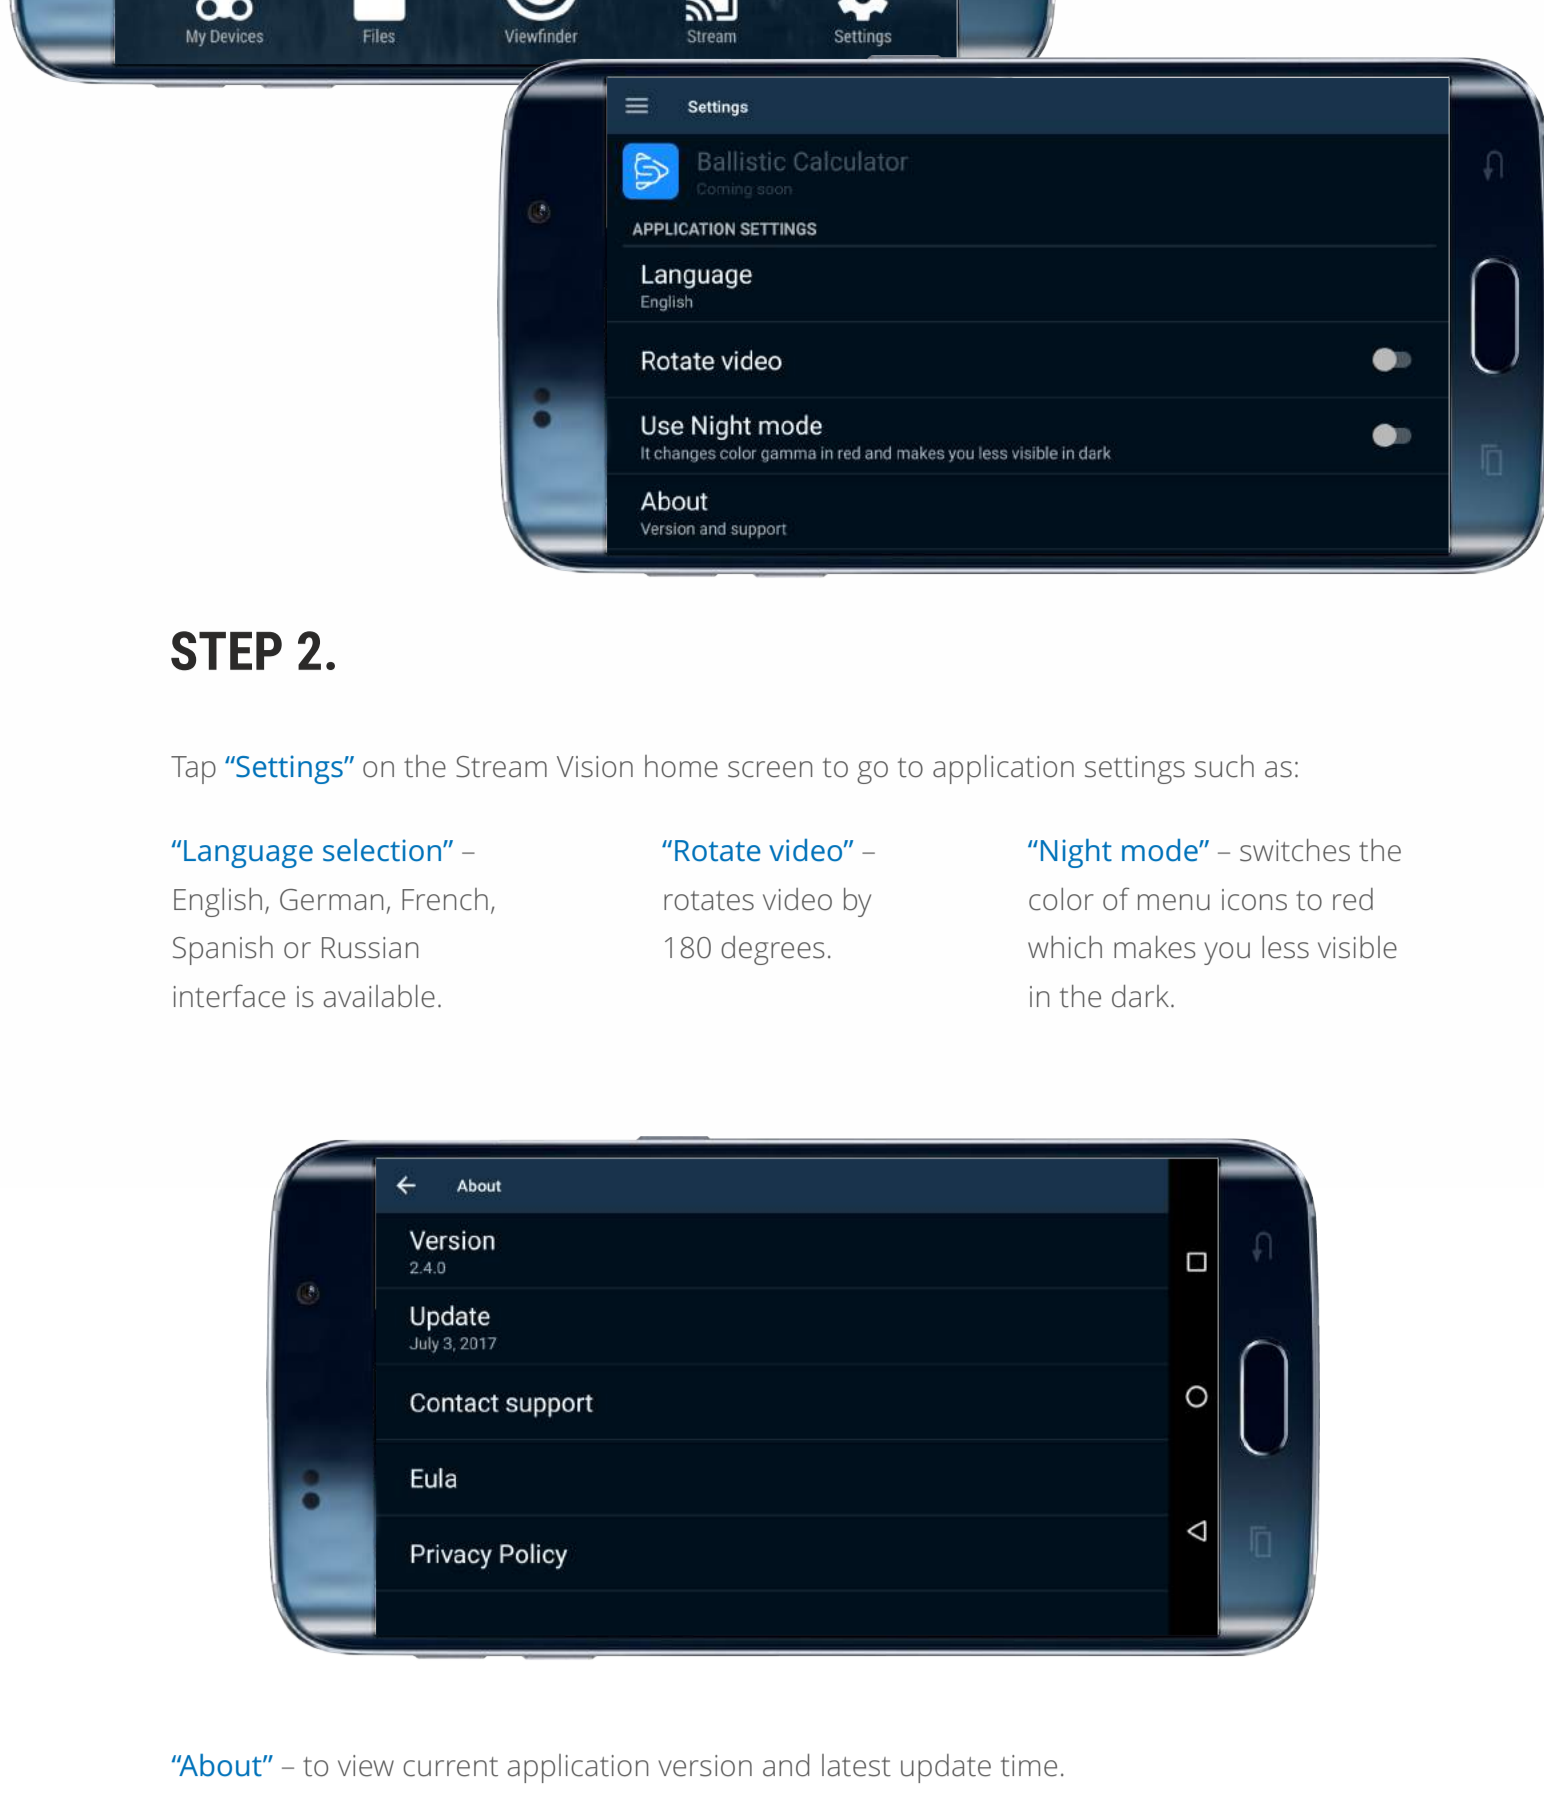 My Devices Files Viewfinder Stream Settings
Settings
Ballistic Calculator
Coming soon
APPLICATION SETTINGS
Language
English
Rotate video
Use Night mode
It changes color gamma in red and makes you less visible in dark
About
Version and support
STEP 2.
Tap “Settings” on the Stream Vision home screen to go to application settings such as:
“Language selection” –
English, German, French,
Spanish or Russian
interface is available.
“Rotate video” –
rotates video by
180 degrees.
“Night mode” – switches the
color of menu icons to red
which makes you less visible
in the dark.
About
Version
2.4.0
Update
July 3, 2017
Contact support
Eula
Privacy Policy
“About” – to view current application version and latest update time.